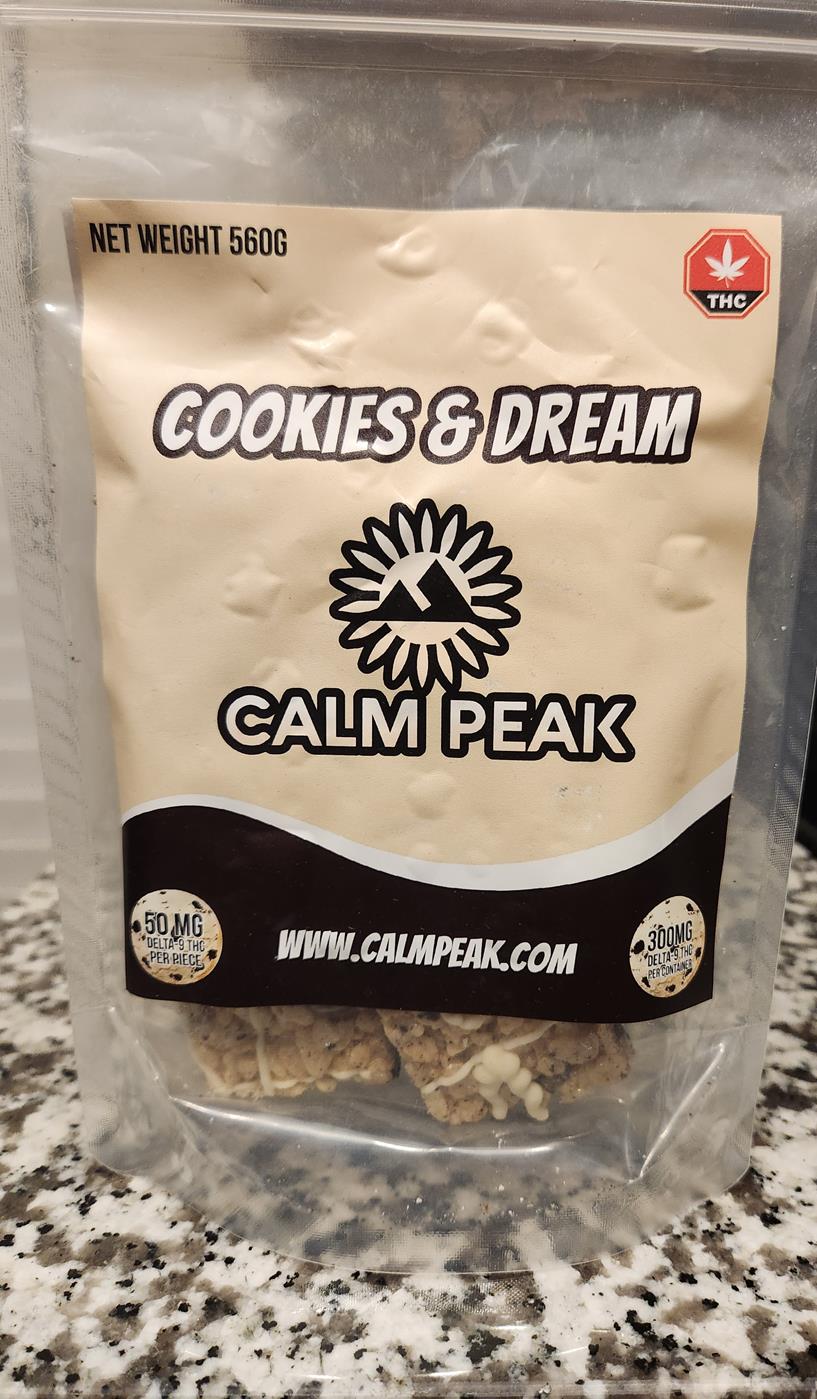 NET WEIGHT 560G
THC
COOKIES & DREAM
CALM PEAK
50 MG
DELTA-9 THC
PER PIECE
WWW.CALMPEAK.COM
300MG
DELTA-9 THC
PER CONTAINER